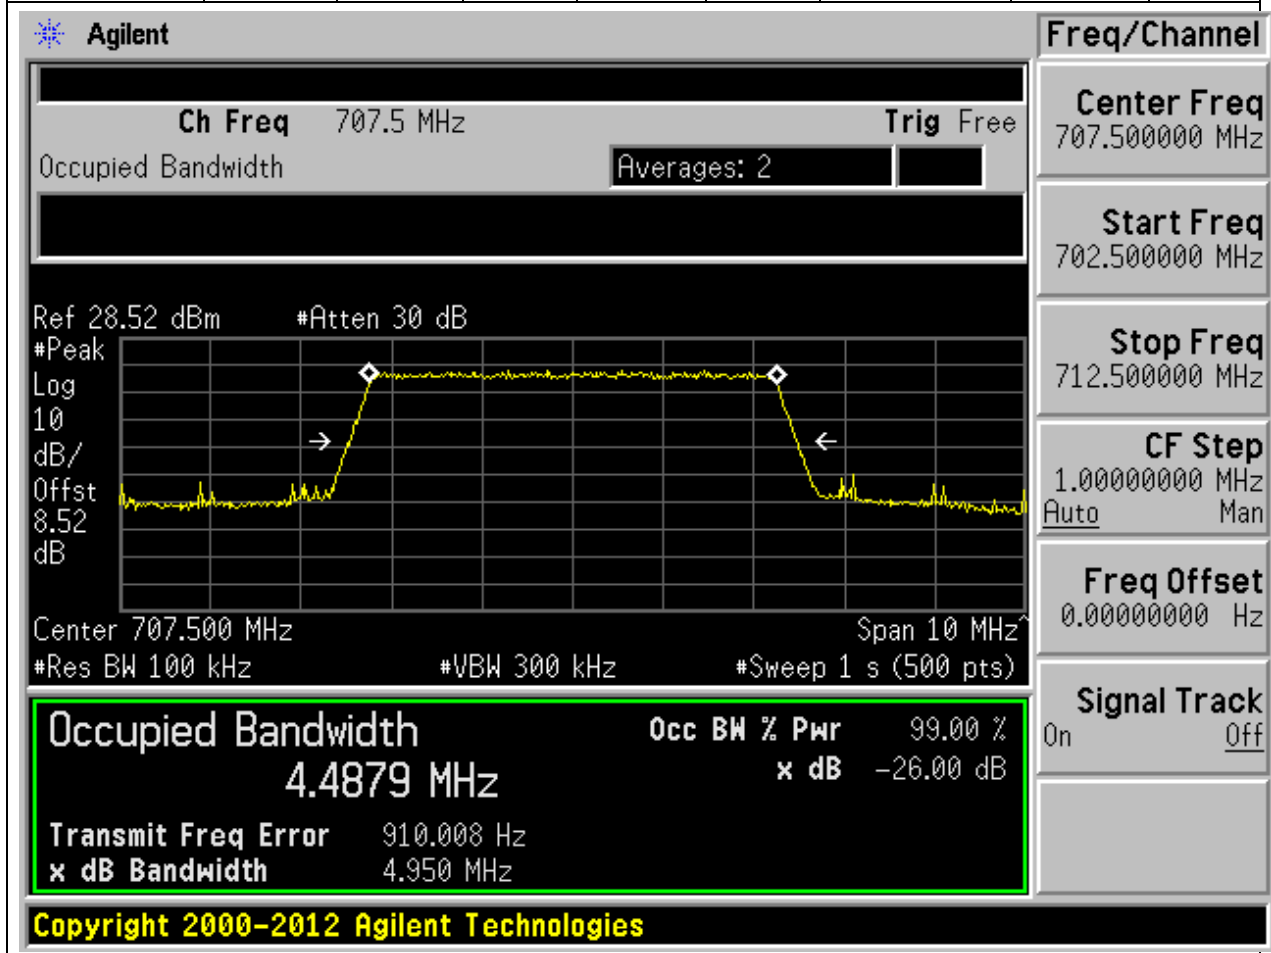 Agilent
Freq/Channel
Ch Freq 707.5 MHz Trig Free
Occupied Bandwidth Averages: 2
Ref 28.52 dBm #Atten 30 dB
#Peak
Log
10
dB/
Offst
8.52
dB
Center 707.500 MHz Span 10 MHz^
#Res BW 100 kHz #VBW 300 kHz #Sweep 1 s (500 pts)
Occupied Bandwidth
4.4879 MHz
Occ BW % Pwr 99.00 %
x dB -26.00 dB
Transmit Freq Error 910.008 Hz
x dB Bandwidth 4.950 MHz
Center Freq
707.500000 MHz
Start Freq
702.500000 MHz
Stop Freq
712.500000 MHz
CF Step
1.00000000 MHz
Auto Man
Freq Offset
0.00000000 Hz
Signal Track
On Off
Copyright 2000-2012 Agilent Technologies